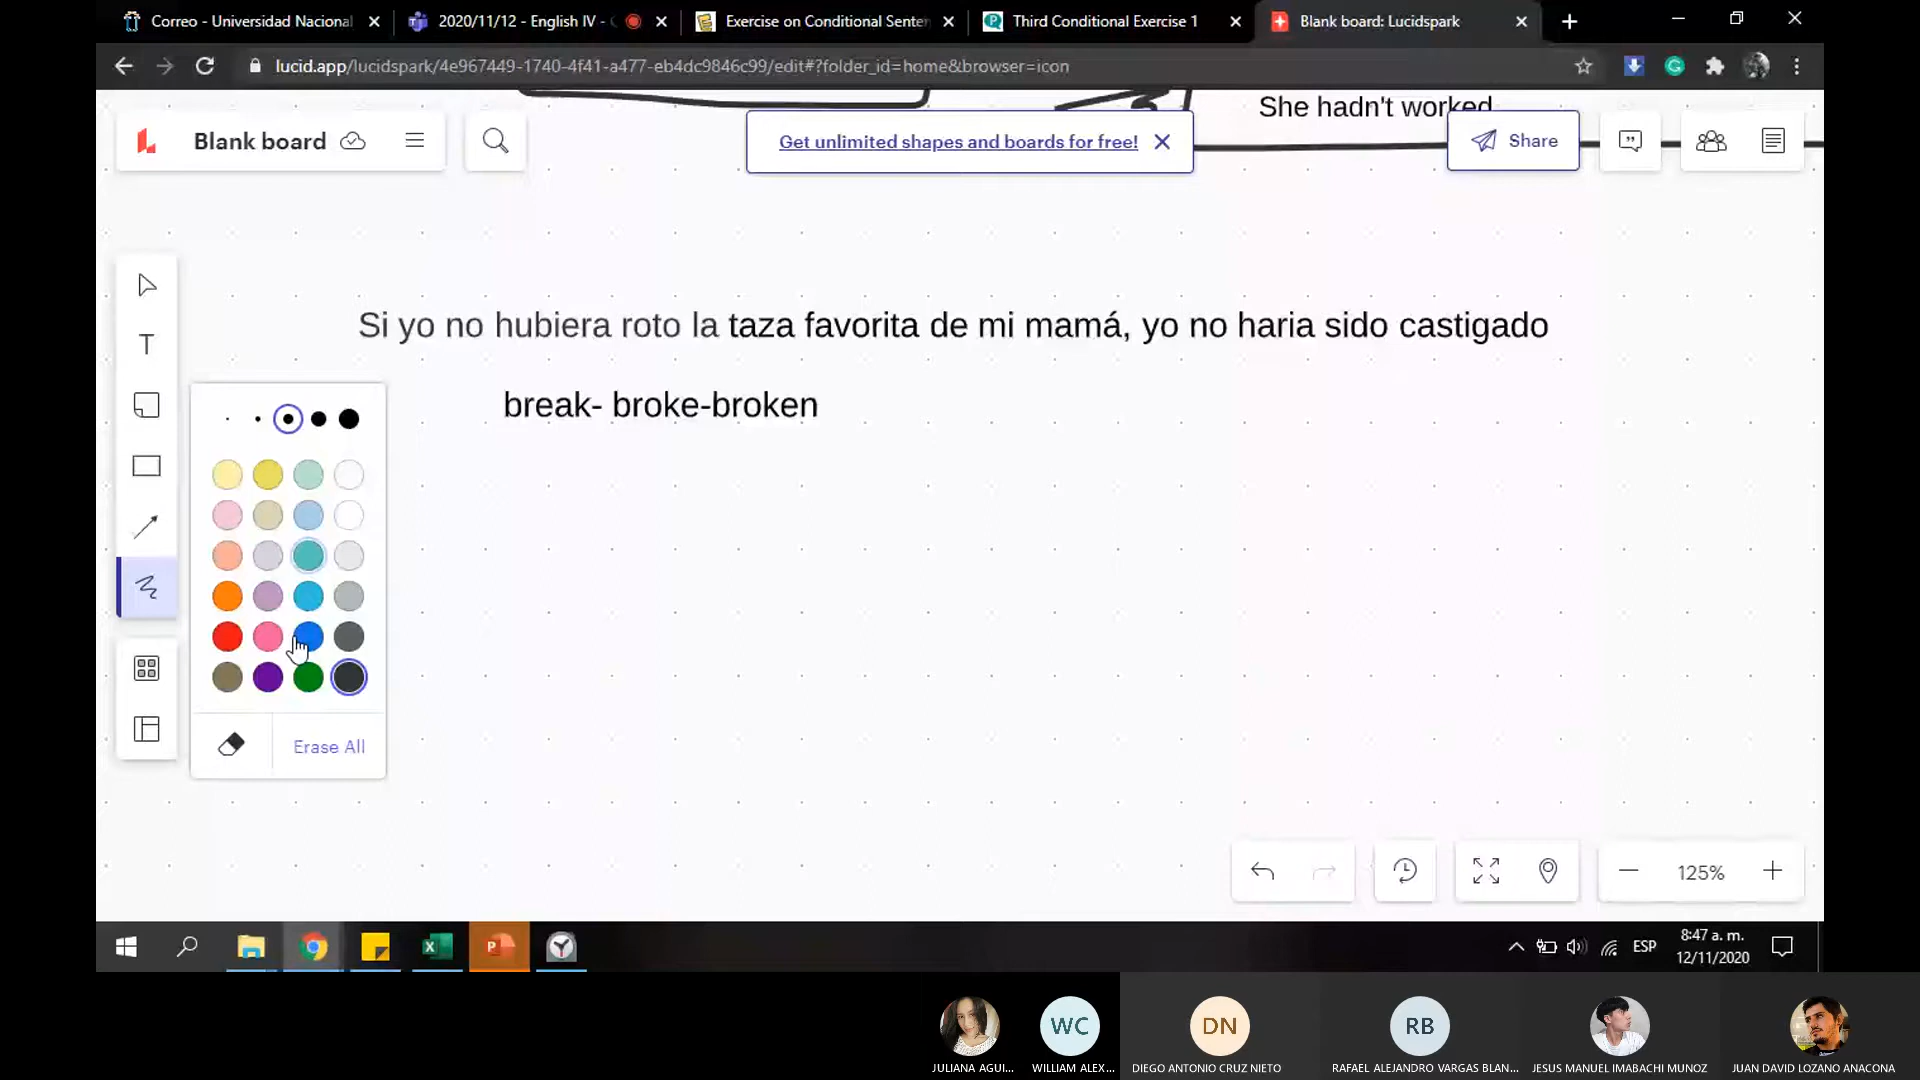 Correo - Universidad Nacional
2020/11/12 - English IV -
Exercise on Conditional Senten
Third Conditional Exercise 1
Blank board: Lucidspark
lucid.app/lucidspark/4e967449-1740-4f41-a477-eb4dc9846c99/edit#?folder_id=home&browser=icon
She hadn't worked
Blank board
Get unlimited shapes and boards for free!
Share
Si yo no hubiera roto la taza favorita de mi mamá, yo no haria sido castigado
T
break- broke-broken
Erase All
125%
ESP
8:47 a. m.
12/11/2020
WC
DN
RB
JULIANA AGUI...
WILLIAM ALEX...
DIEGO ANTONIO CRUZ NIETO
RAFAEL ALEJANDRO VARGAS BLAN...
JESUS MANUEL IMABACHI MUNOZ
JUAN DAVID LOZANO ANACONA